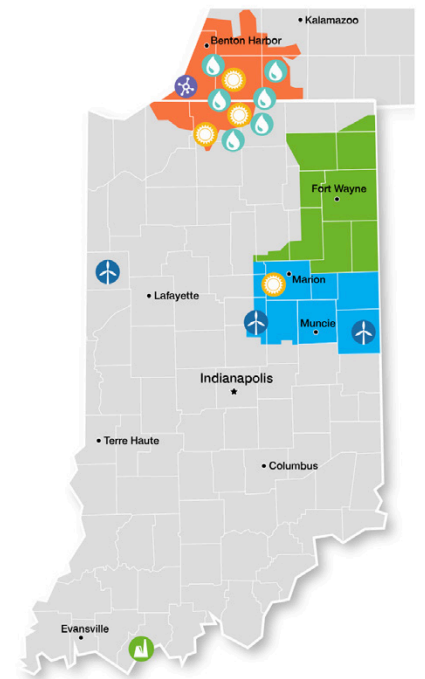 Kalamazoo
Benton Harbor
Fort Wayne
Marion
Lafayette
Muncie
Indianapolis
Terre Haute
Columbus
Evansville